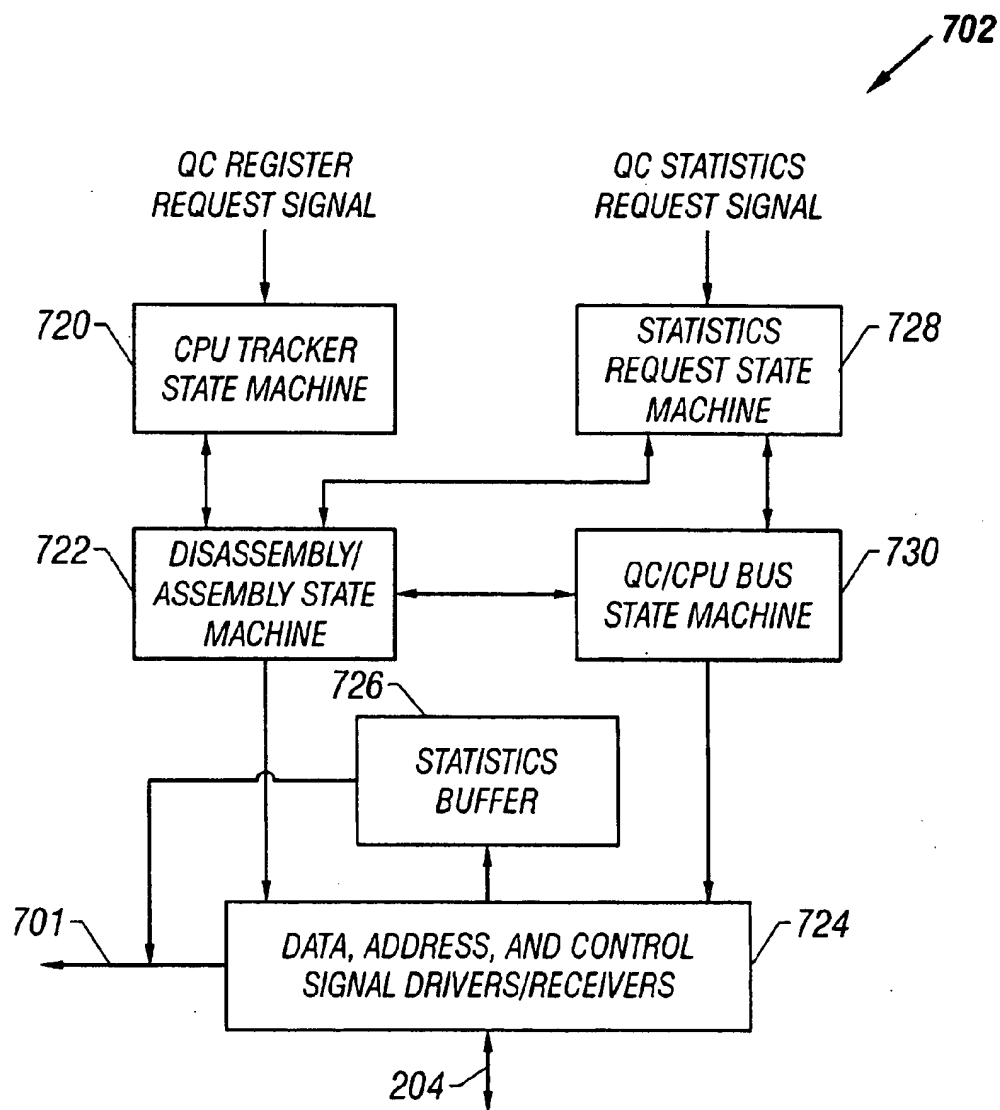 702
QC REGISTER
REQUEST SIGNAL
QC STATISTICS
REQUEST SIGNAL
720
CPU TRACKER
STATE MACHINE
STATISTICS
REQUEST STATE
MACHINE
728
722
DISASSEMBLY/
ASSEMBLY STATE
MACHINE
QC/CPU BUS
STATE MACHINE
730
726
STATISTICS
BUFFER
701
DATA, ADDRESS, AND CONTROL
SIGNAL DRIVERS/RECEIVERS
724
204